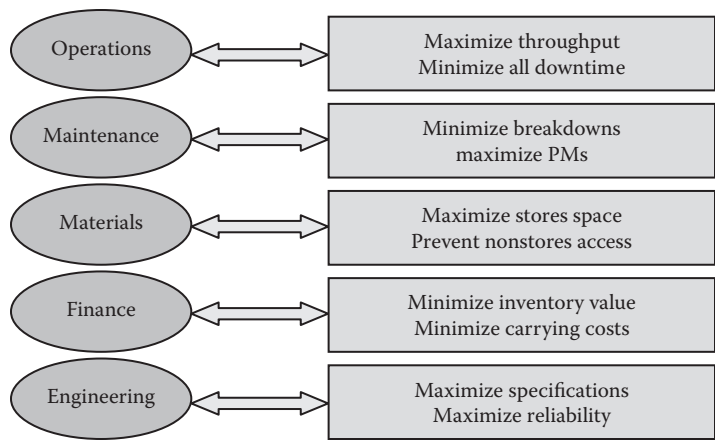 Operations
Maximize throughput
Minimize all downtime
Maintenance
Minimize breakdowns
maximize PMs
Materials
Maximize stores space
Prevent nonstores access
Finance
Minimize inventory value
Minimize carrying costs
Engineering
Maximize specifications
Maximize reliability